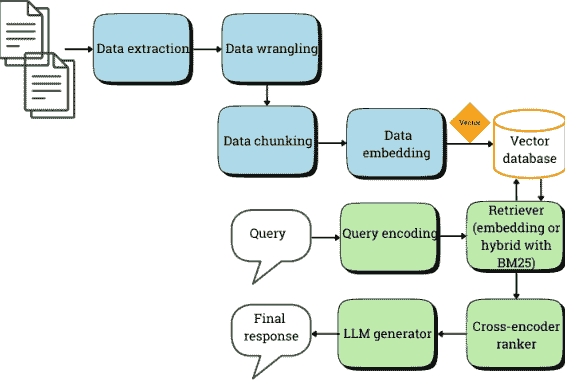 Data extraction
Data wrangling
Data chunking
Data
embedding
Vector
Vector
database
Query
Query encoding
Retriever
(embedding or
hybrid with
BM25)
Final
response
LLM generator
Cross-encoder
ranker